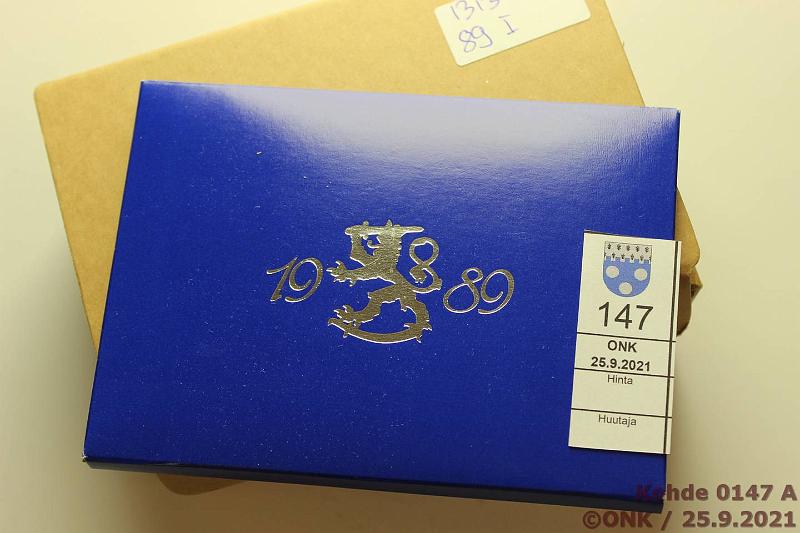 1313
89 I
19 89
147
ONK
25.9.2021
Hinta
Huutaja
Kohde 0147 A
©ONK / 25.9.2021